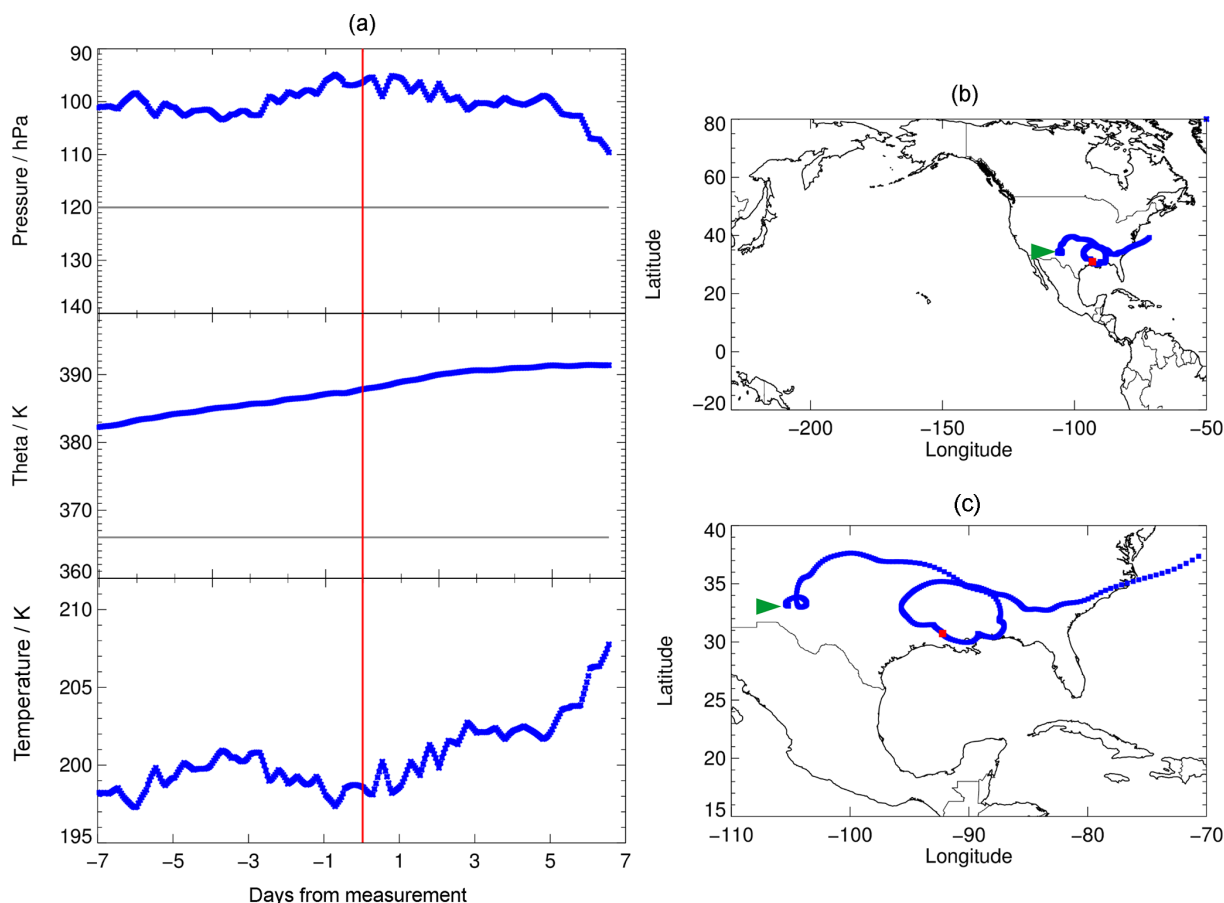 (a)
90
100
110
120
130
140
Pressure / hPa
390
380
370
360
Theta / K
210
205
200
195
Temperature / K
−7 −5 −3 −1 1 3 5 7
Days from measurement
(b)
80
60
40
20
0
−20
Latitude
−200 −150 −100 −50
Longitude
(c)
40
35
30
25
20
15
Latitude
−110 −100 −90 −80 −70
Longitude